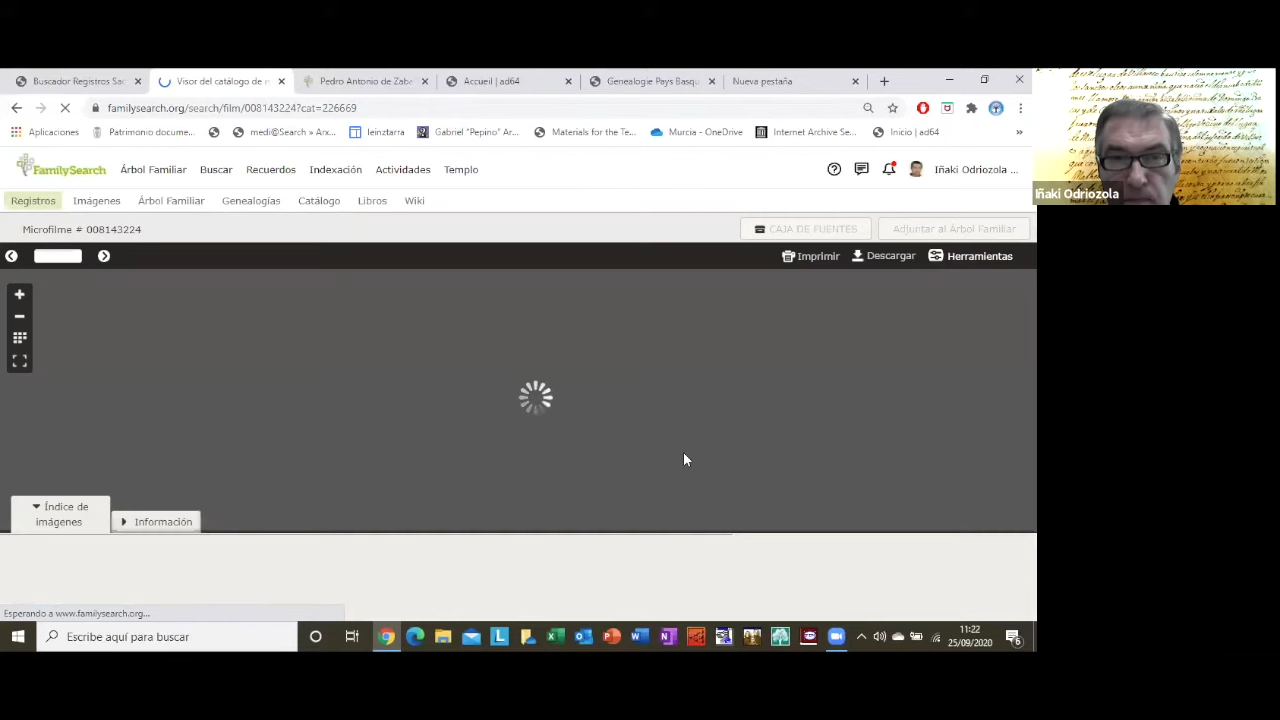 Buscador Registros Sac
Visor del catálogo de m
Pedro Antonio de Zabe
Accueil | ad64
Genealogie Pays Basqu
Nueva pestaña
familysearch.org/search/film/008143224?cat=226669
Aplicaciones
Patrimonio docume...
medi@Search » Arx...
leinztarra
Gabriel "Pepino" Ar...
Materials for the Te...
Murcia - OneDrive
Internet Archive Se...
Inicio | ad64
»
FamilySearch
Árbol Familiar
Buscar
Recuerdos
Indexación
Actividades
Templo
Iñaki Odriozola ...
Iñaki Odriozola
Registros
Imágenes
Árbol Familiar
Genealogías
Catálogo
Libros
Wiki
Microfilme # 008143224
CAJA DE FUENTES
Adjuntar al Árbol Familiar
Imprimir
Descargar
Herramientas
Índice de
imágenes
Información
Esperando a www.familysearch.org...
Escribe aquí para buscar
11:22
25/09/2020
6